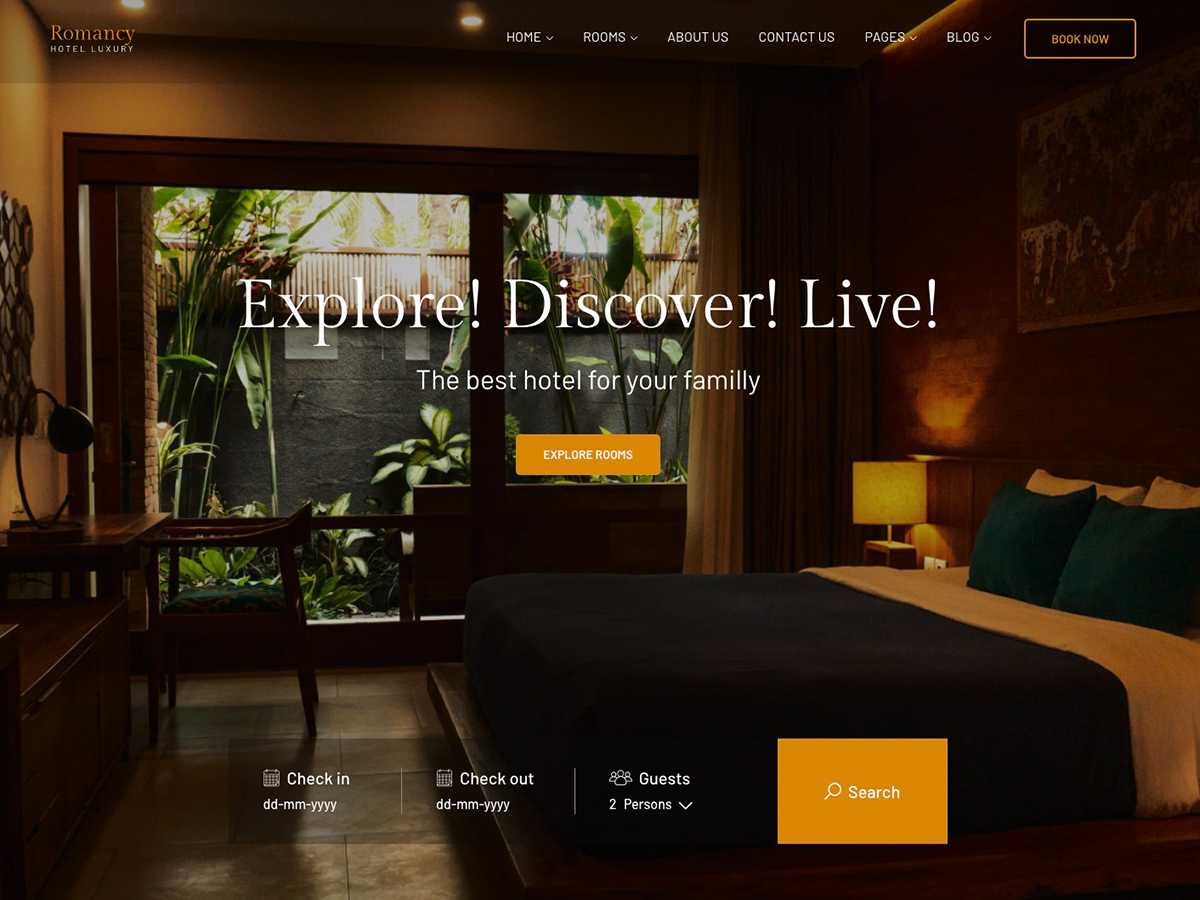 Romancy
HOTEL LUXURY
HOME
ROOMS
ABOUT US
CONTACT US
PAGES
BLOG
BOOK NOW
Explore! Discover! Live!
The best hotel for your familly
EXPLORE ROOMS
Check in
dd-mm-yyyy
Check out
dd-mm-yyyy
Guests
2 Persons
Search